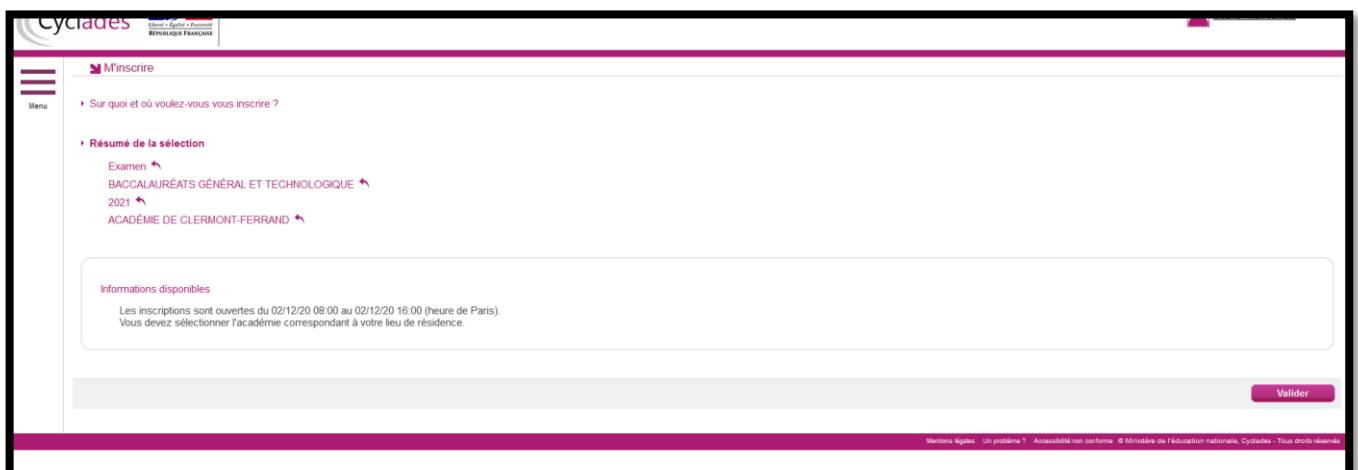 Cyclades
Liberté • Égalité • Fraternité
RÉPUBLIQUE FRANÇAISE
M'inscrire
Menu
Sur quoi et où voulez-vous vous inscrire ?
Résumé de la sélection
Examen
BACCALAURÉATS GÉNÉRAL ET TECHNOLOGIQUE
2021
ACADÉMIE DE CLERMONT-FERRAND
Informations disponibles
Les inscriptions sont ouvertes du 02/12/20 08:00 au 02/12/20 16:00 (heure de Paris).
Vous devez sélectionner l'académie correspondant à votre lieu de résidence.
Valider
Mentions légales Un problème ? Accessibilité:non conforme © Ministère de l'éducation nationale, Cyclades - Tous droits réservés